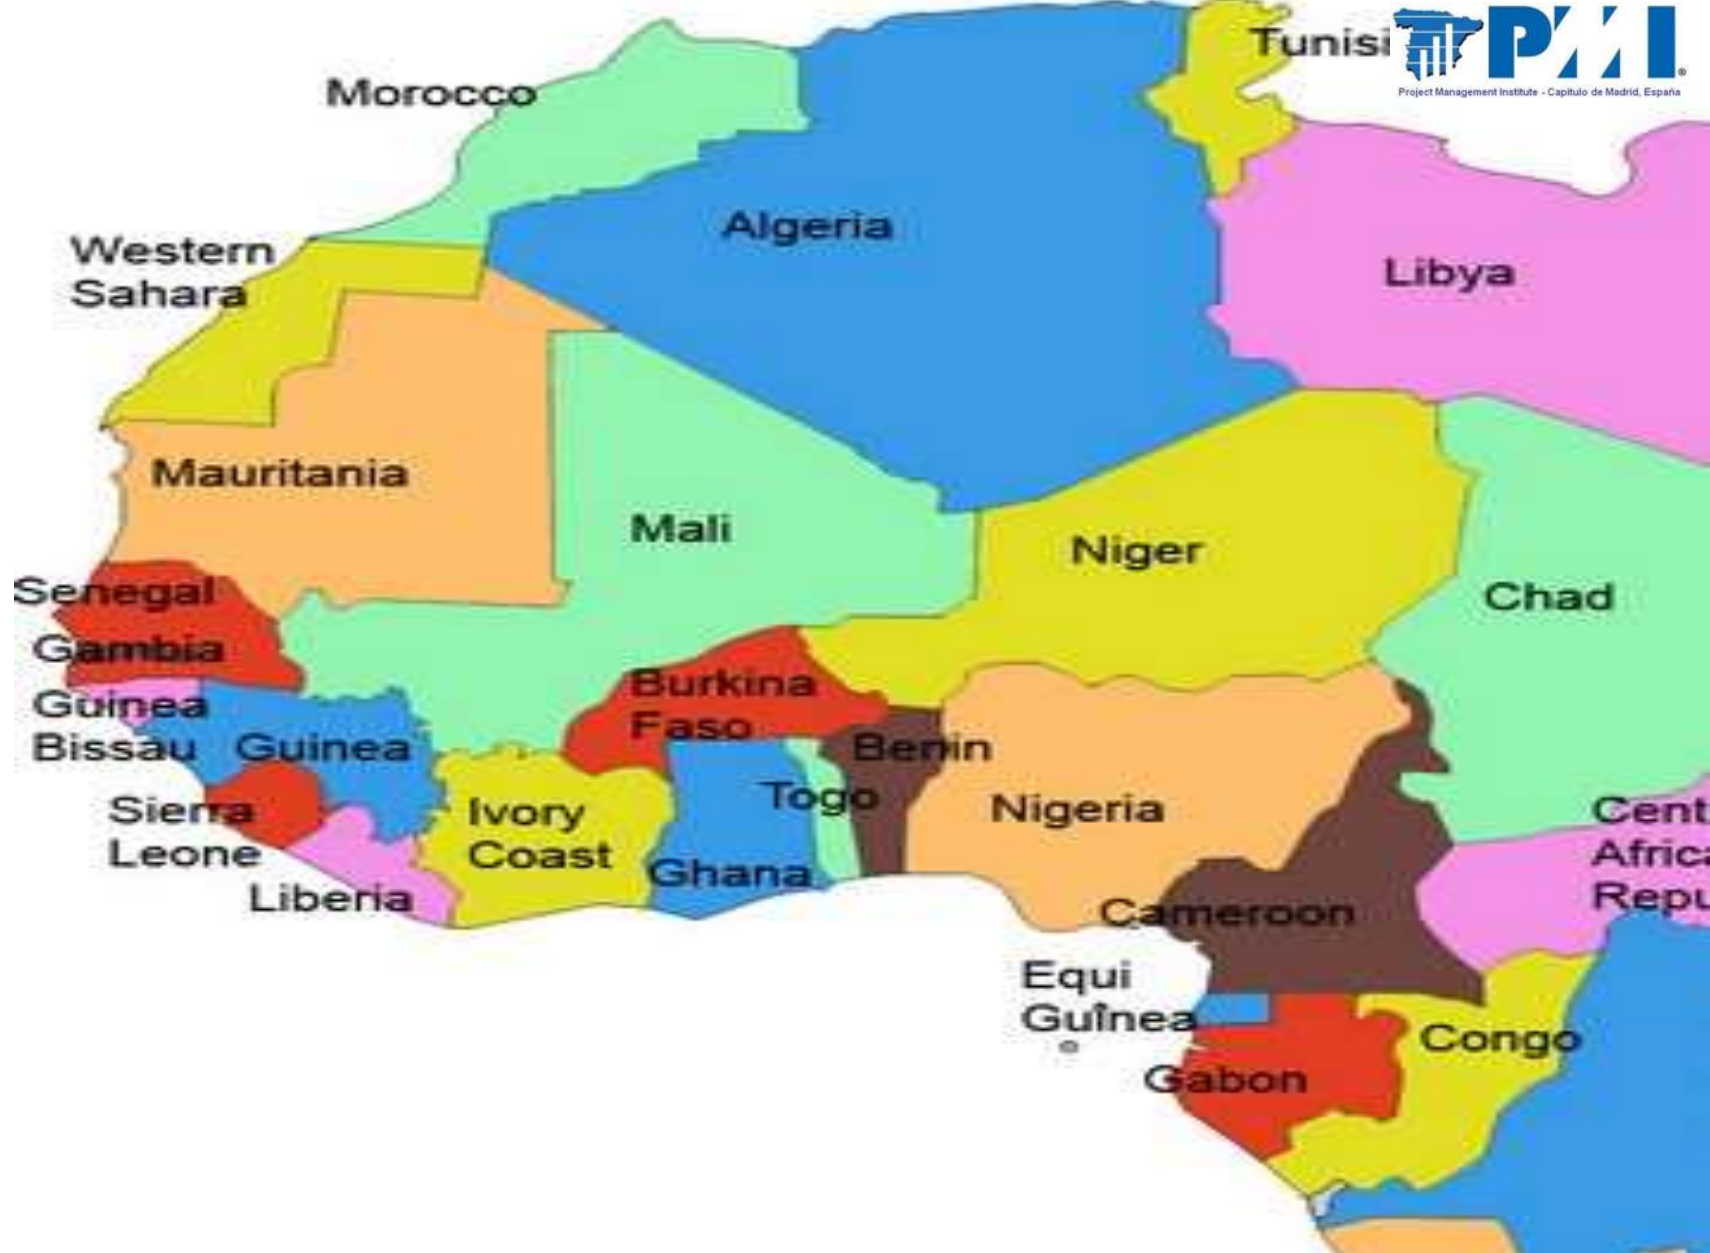 Tunisi
PMI
®
Project Management Institute - Capítulo de Madrid, España
Morocco
Algeria
Western
Sahara
Libya
Mauritania
Mali
Niger
Chad
Senegal
Gambia
Burkina
Faso
Guinea
Bissau
Guinea
Benin
Togo
Sierra
Leone
Ivory
Coast
Nigeria
Cent
Africa
Repu
Ghana
Liberia
Cameroon
Equi
Guinea
Congo
Gabon